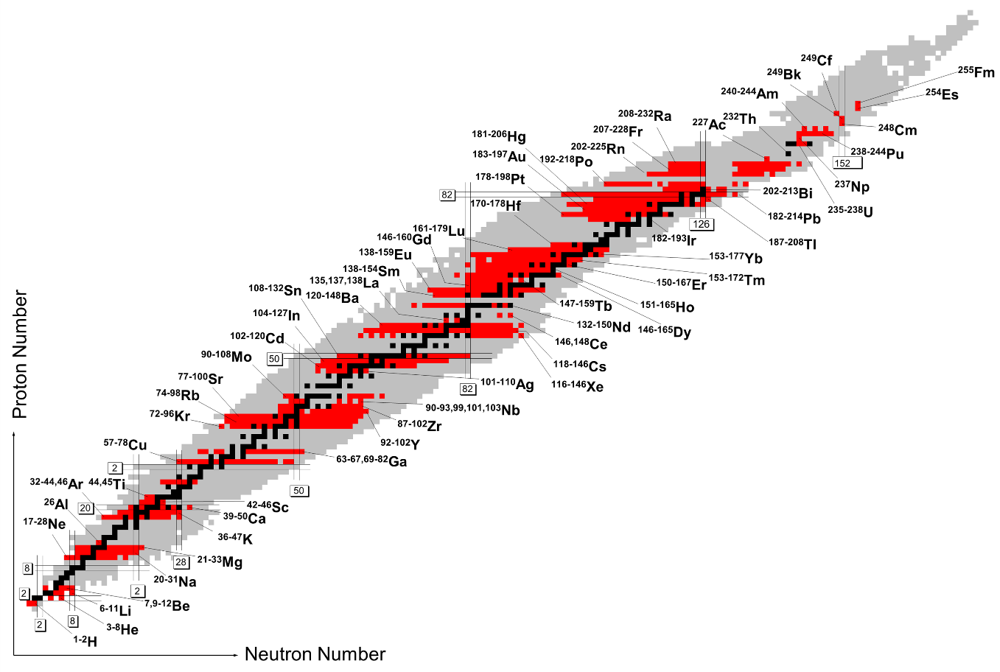 249Cf
249Bk
255Fm
240-244Am
254Es
208-232Ra
232Th
227Ac
207-228Fr
248Cm
181-206Hg
202-225Rn
238-244Pu
183-197Au
192-218Po
152
178-198Pt
237Np
82
202-213Bi
170-178Hf
235-238U
182-214Pb
126
161-179Lu
182-193Ir
187-208Tl
146-160Gd
138-159Eu
153-177Yb
138-154Sm
153-172Tm
135,137,138La
150-167Er
108-132Sn
120-148Ba
147-159Tb
151-165Ho
104-127In
132-150Nd
146-165Dy
102-120Cd
146,148Ce
90-108Mo
50
118-146Cs
77-100Sr
101-110Ag
116-146Xe
82
74-98Rb
90-93,99,101,103Nb
72-96Kr
87-102Zr
92-102Y
57-78Cu
63-67,69-82Ga
2
32-44,46Ar
44,45Ti
50
26Al
20
42-46Sc
39-50Ca
17-28Ne
36-47K
21-33Mg
28
8
20-31Na
2
2
7,9-12Be
6-11Li
2
8
3-8He
1-2H
Proton Number
Neutron Number